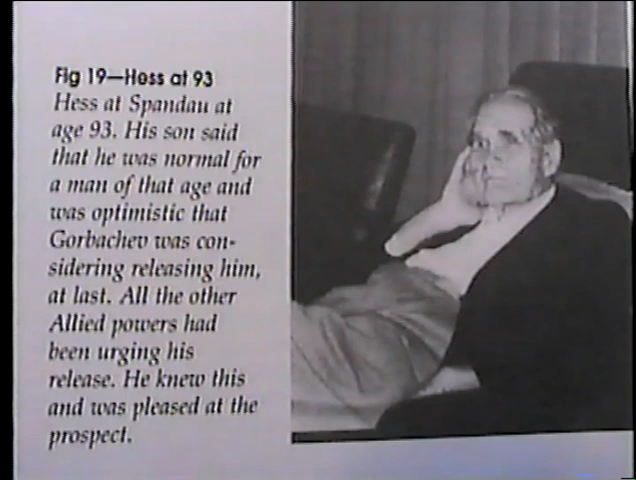 Fig 19—Hess at 93
Hess at Spandau at
age 93. His son said
that he was normal for
a man of that age and
was optimistic that
Gorbachev was con-
sidering releasing him,
at last. All the other
Allied powers had
been urging his
release. He knew this
and was pleased at the
prospect.